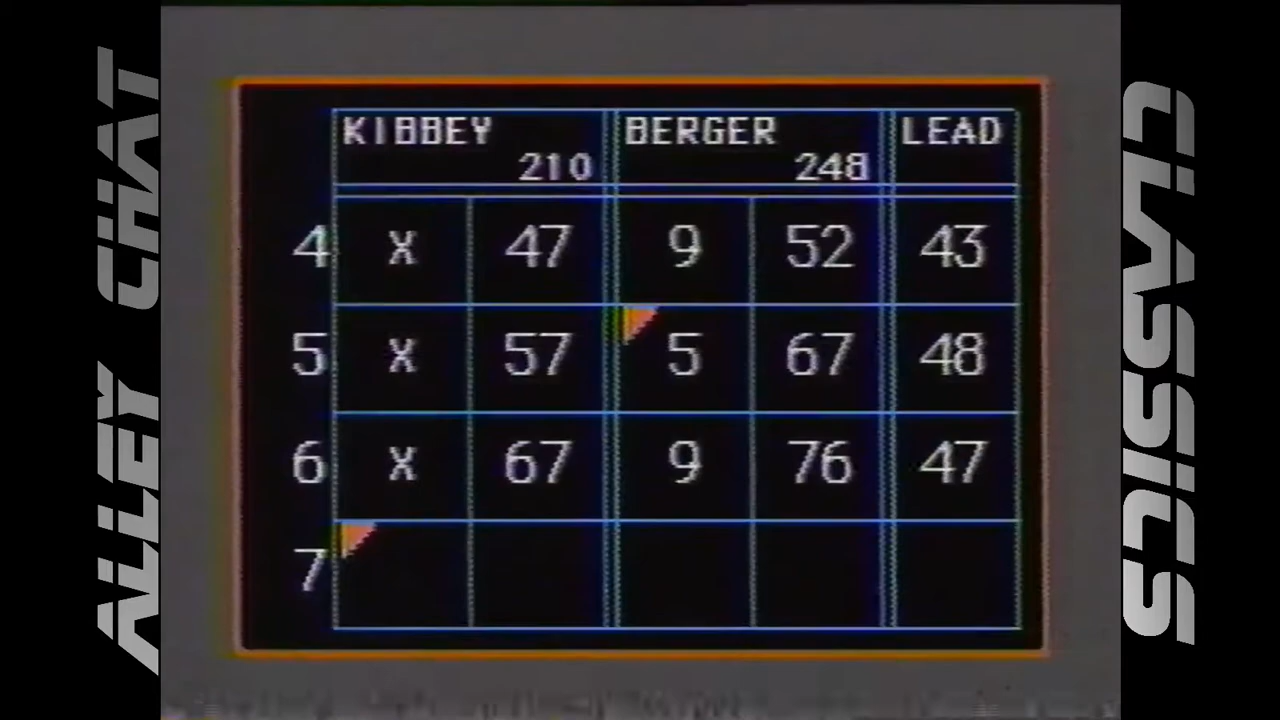 ALLEY CHAT
KIBBEY BERGER LEAD
210 248
4 X 47 9 52 43
5 X 57 5 67 48
6 X 67 9 76 47
7
CLASSICS